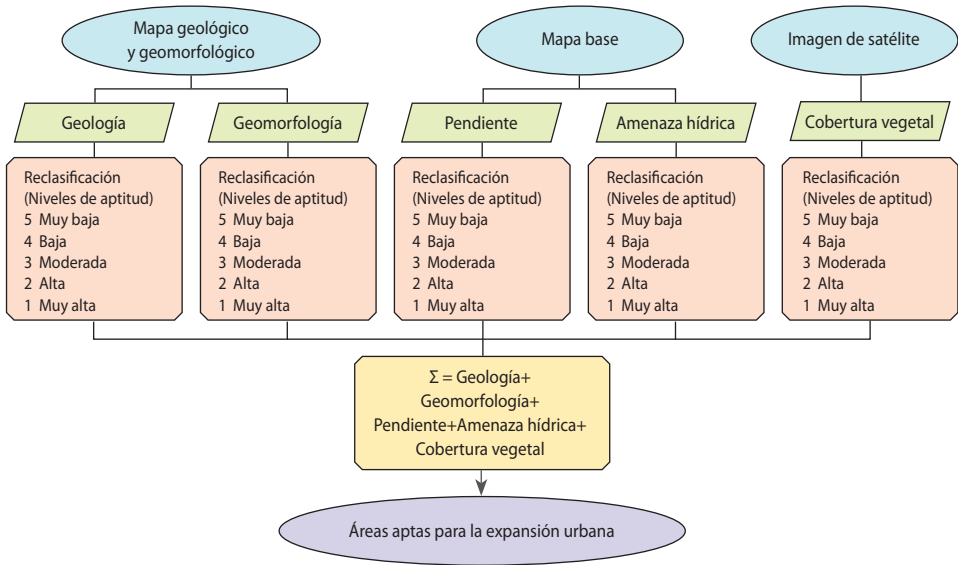 Mapa geológico
y geomorfológico
Mapa base
Imagen de satélite
Geología
Geomorfología
Pendiente
Amenaza hídrica
Cobertura vegetal
Reclasificación
(Niveles de aptitud)
5 Muy baja
4 Baja
3 Moderada
2 Alta
1 Muy alta
Reclasificación
(Niveles de aptitud)
5 Muy baja
4 Baja
3 Moderada
2 Alta
1 Muy alta
Reclasificación
(Niveles de aptitud)
5 Muy baja
4 Baja
3 Moderada
2 Alta
1 Muy alta
Reclasificación
(Niveles de aptitud)
5 Muy baja
4 Baja
3 Moderada
2 Alta
1 Muy alta
Reclasificación
(Niveles de aptitud)
5 Muy baja
4 Baja
3 Moderada
2 Alta
1 Muy alta
Σ = Geología+
Geomorfología+
Pendiente+Amenaza hídrica+
Cobertura vegetal
Áreas aptas para la expansión urbana